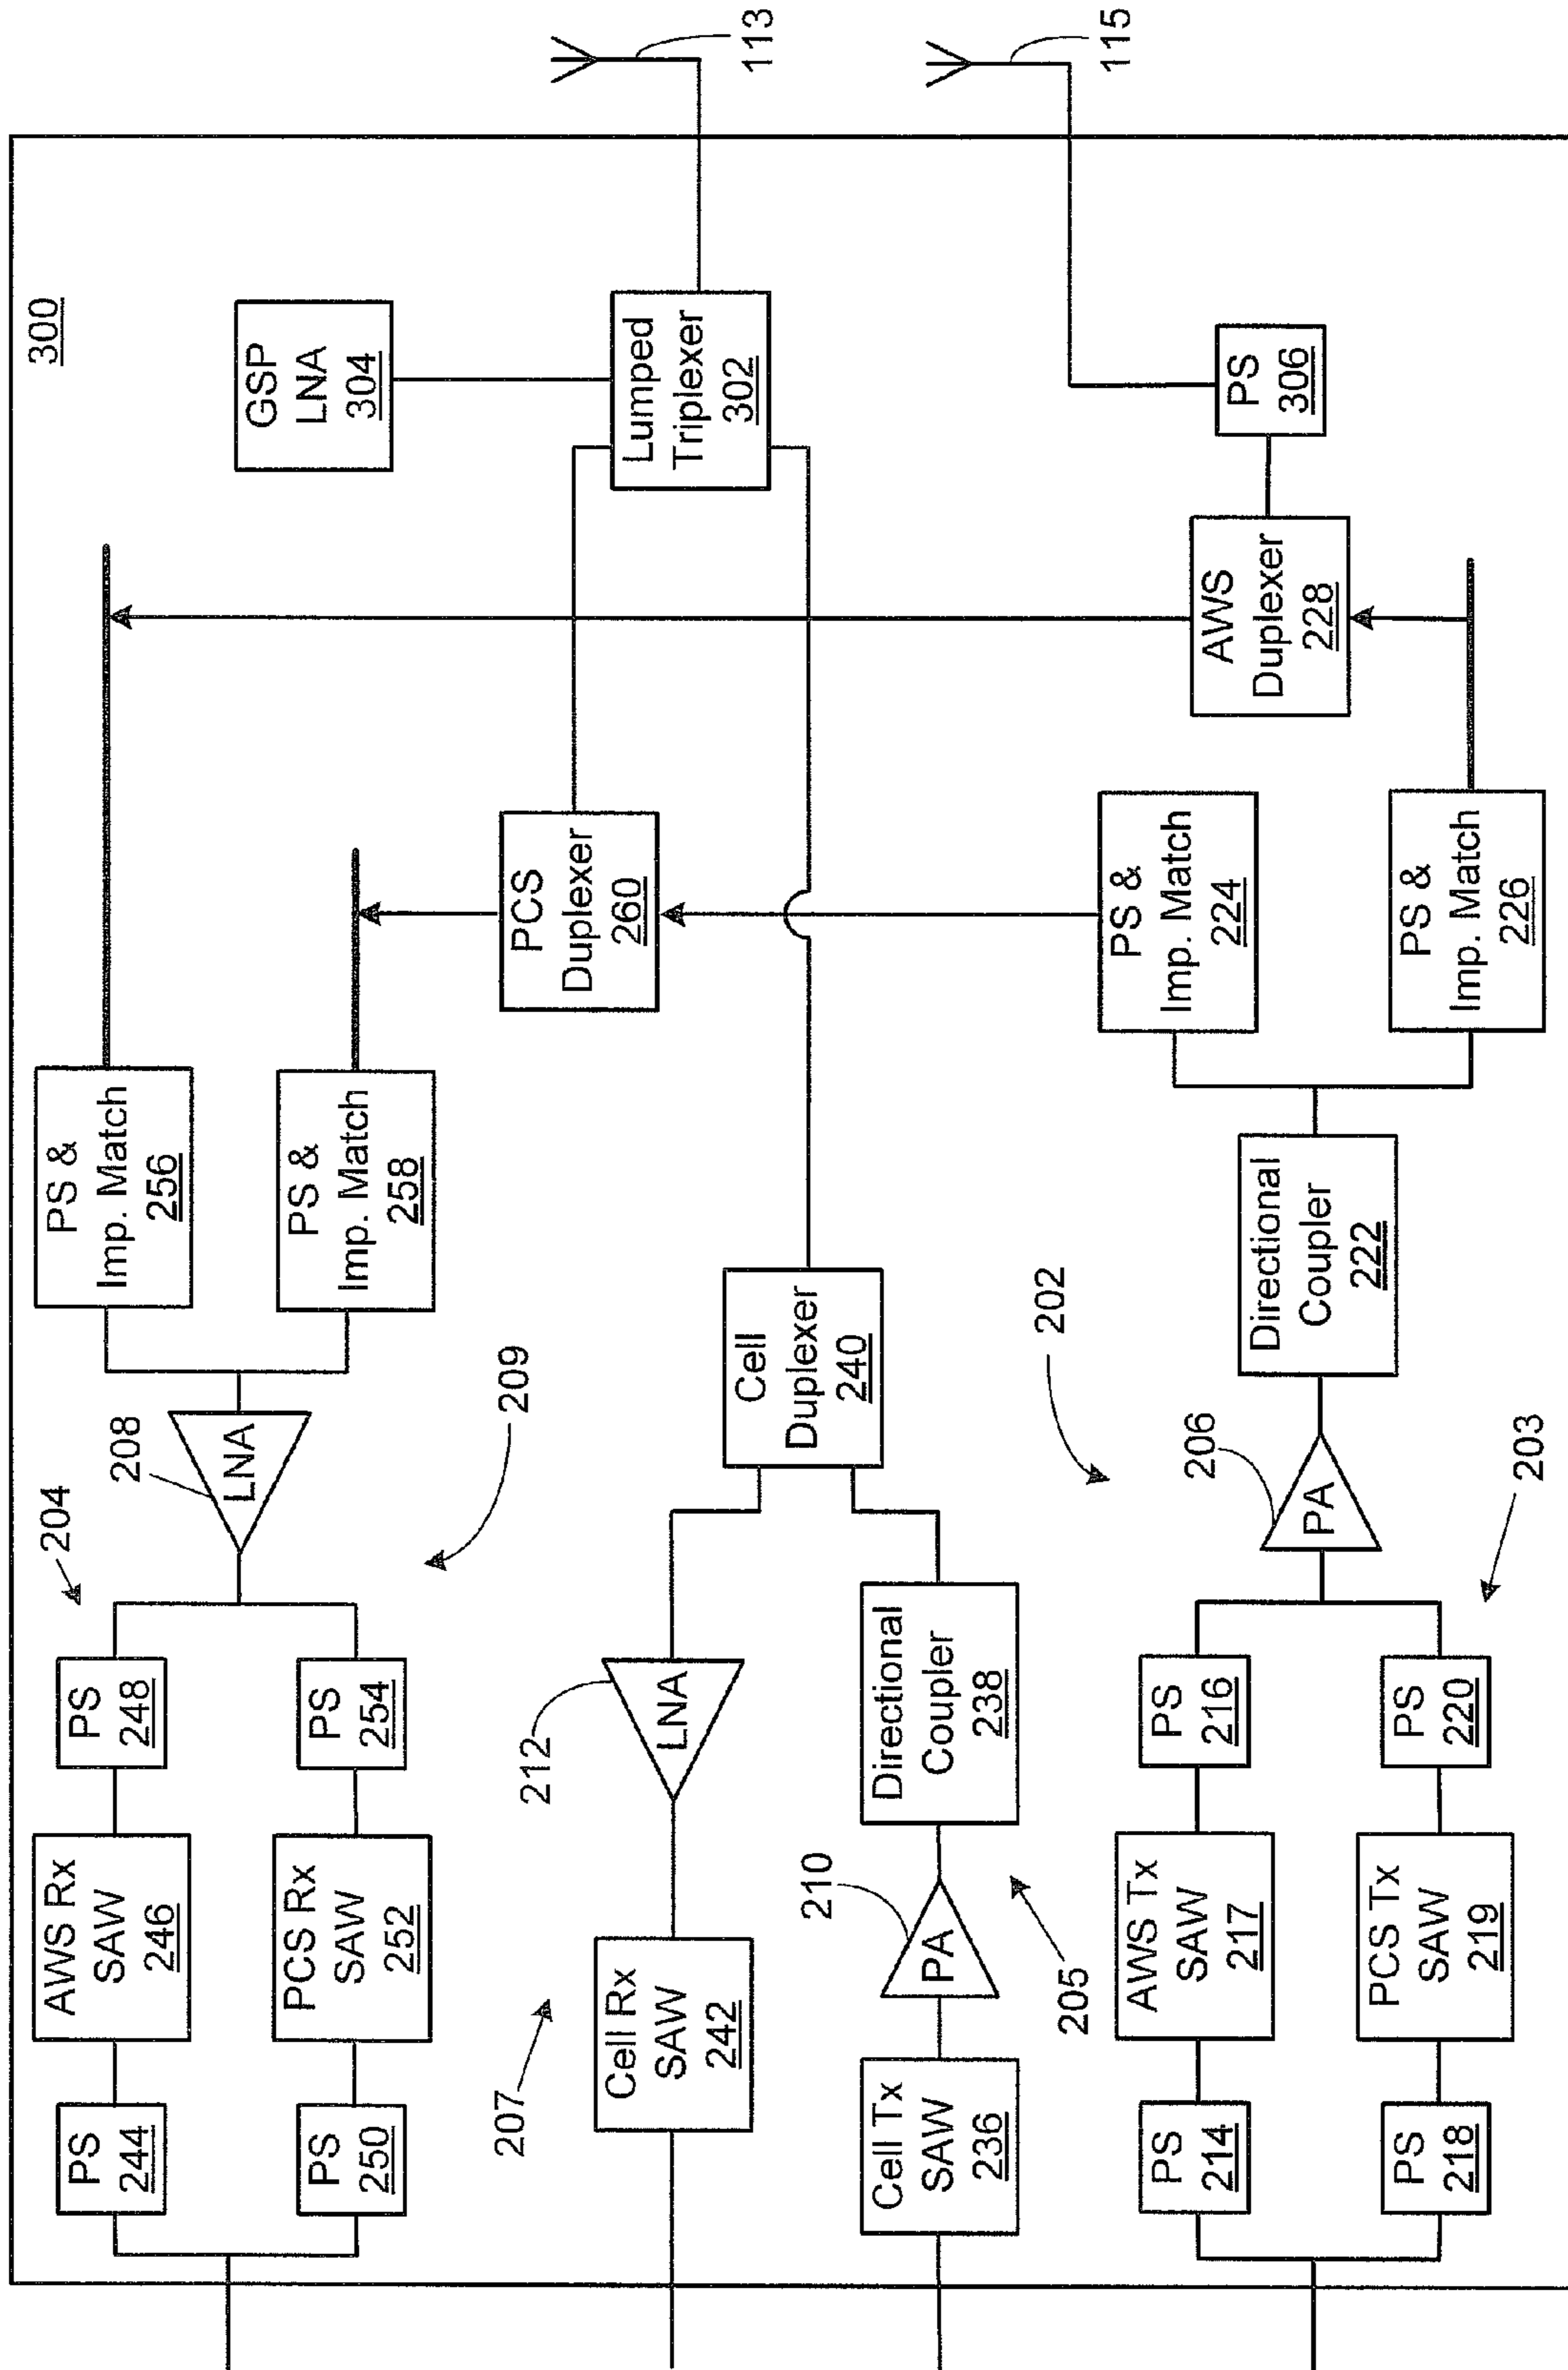 300
204
PS
244
AWS Rx
SAW
246
PS
248
208
LNA
PS &
Imp. Match
256
GSP
LNA
304
PS
250
PCS Rx
SAW
252
PS
254
209
PS &
Imp. Match
258
PCS
Duplexer
260
Lumped
Triplexer
302
113
207
Cell Rx
SAW
242
212
LNA
Cell
Duplexer
240
Cell Tx
SAW
236
210
PA
205
Directional
Coupler
238
115
202
PS
214
AWS Tx
SAW
217
PS
216
206
PA
Directional
Coupler
222
PS &
Imp. Match
224
AWS
Duplexer
228
PS
306
PS
218
PCS Tx
SAW
219
PS
220
203
PS &
Imp. Match
226